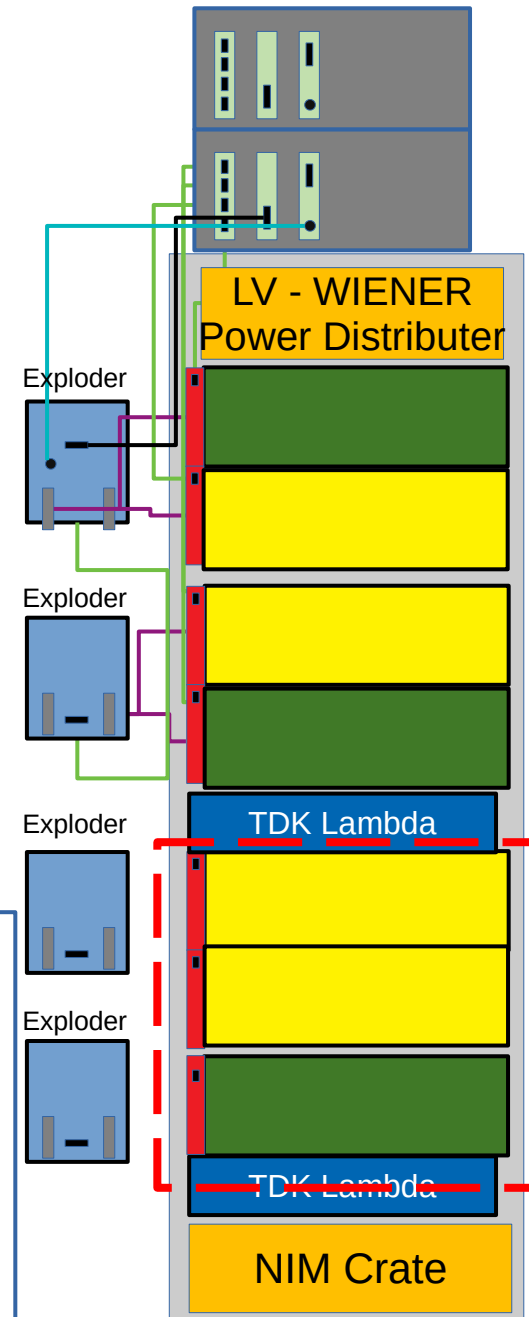 LV - WIENER
Power Distributer
Exploder
Exploder
TDK Lambda
Exploder
Exploder
TDK Lambda
NIM Crate